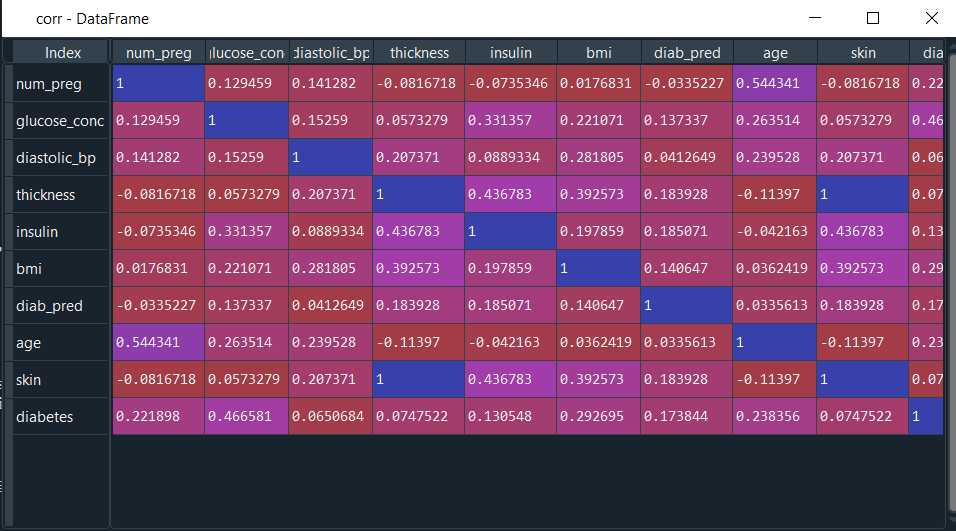 corr - DataFrame
Index num_preg glucose_conc diastolic_bp thickness insulin bmi diab_pred age skin dia
num_preg 1 0.129459 0.141282 -0.0816718 -0.0735346 0.0176831 -0.0335227 0.544341 -0.0816718 0.22
glucose_conc 0.129459 1 0.15259 0.0573279 0.331357 0.221071 0.137337 0.263514 0.0573279 0.46
diastolic_bp 0.141282 0.15259 1 0.207371 0.0889334 0.281805 0.0412649 0.239528 0.207371 0.06
thickness -0.0816718 0.0573279 0.207371 1 0.436783 0.392573 0.183928 -0.11397 1 0.07
insulin -0.0735346 0.331357 0.0889334 0.436783 1 0.197859 0.185071 -0.042163 0.436783 0.13
bmi 0.0176831 0.221071 0.281805 0.392573 0.197859 1 0.140647 0.0362419 0.392573 0.29
diab_pred -0.0335227 0.137337 0.0412649 0.183928 0.185071 0.140647 1 0.0335613 0.183928 0.17
age 0.544341 0.263514 0.239528 -0.11397 -0.042163 0.0362419 0.0335613 1 -0.11397 0.23
skin -0.0816718 0.0573279 0.207371 1 0.436783 0.392573 0.183928 -0.11397 1 0.07
diabetes 0.221898 0.466581 0.0650684 0.0747522 0.130548 0.292695 0.173844 0.238356 0.0747522 1